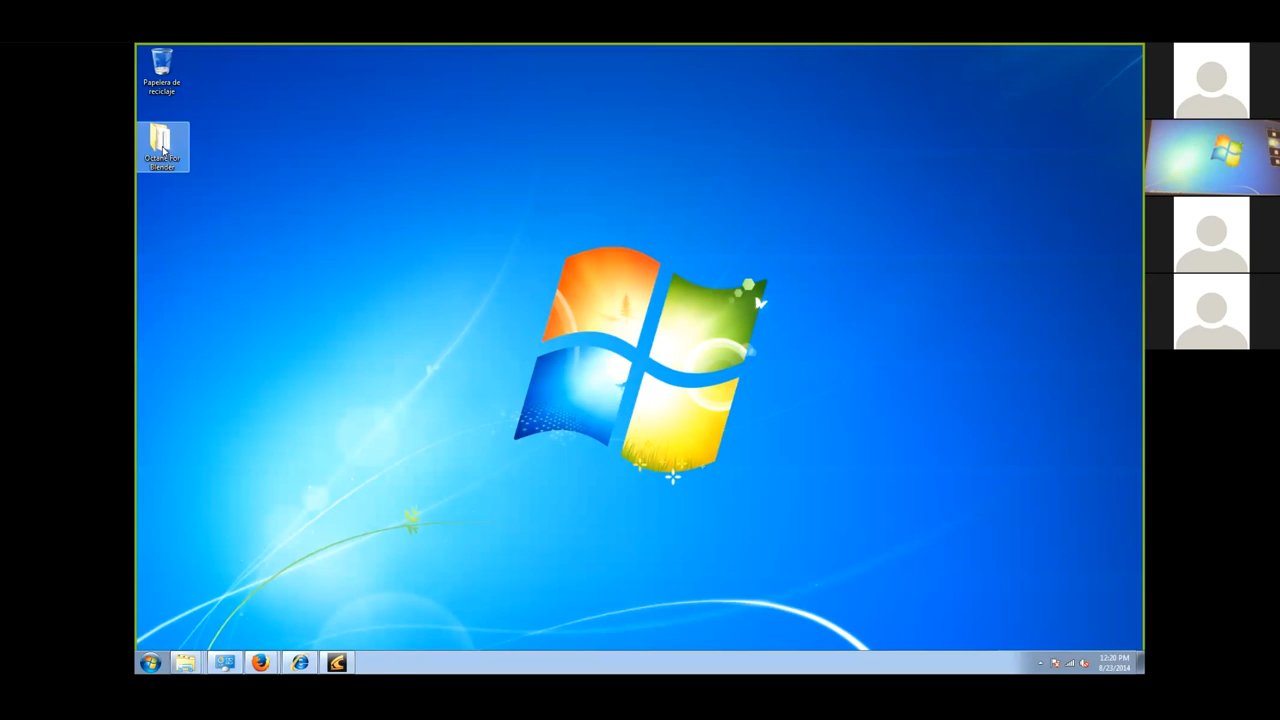 Papelera de
reciclaje
Octane For
Blender
12:20 PM
8/23/2014